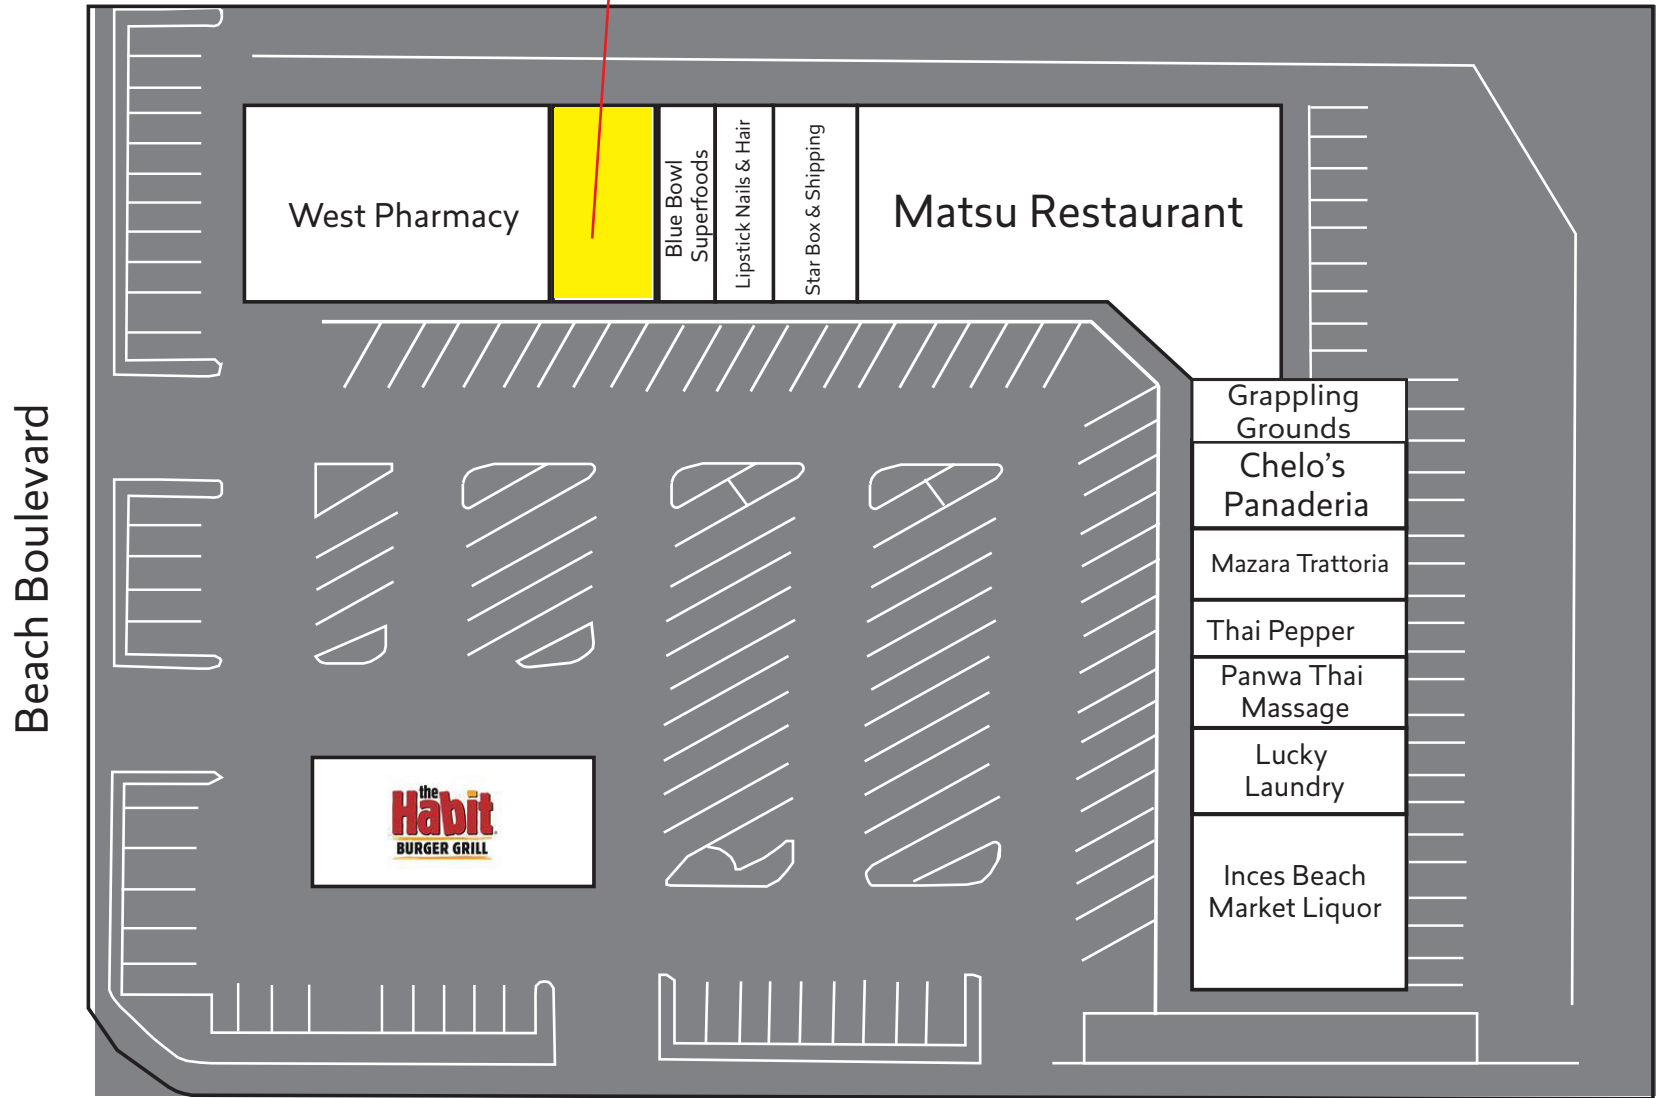 Beach Boulevard
West Pharmacy
Blue Bowl
Superfoods
Lipstick Nails & Hair
Star Box & Shipping
Matsu Restaurant
Grappling
Grounds
Chelo's
Panaderia
Mazara Trattoria
Thai Pepper
Panwa Thai
Massage
Lucky
Laundry
Inces Beach
Market Liquor
the
Habit
BURGER GRILL